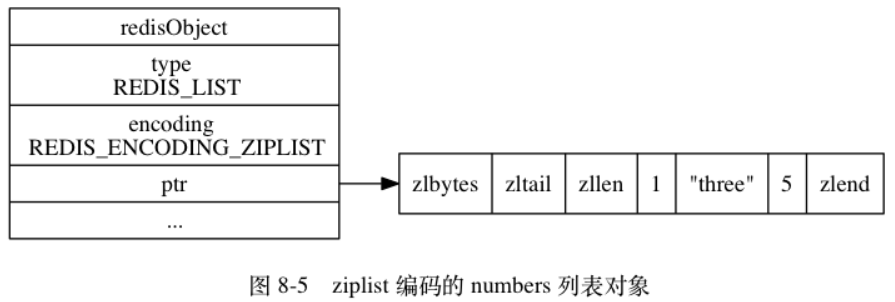 redisObject
type
REDIS_LIST
encoding
REDIS_ENCODING_ZIPLIST
ptr
...
zlbytes zltail zllen 1 "three" 5 zlend
图 8-5 ziplist 编码的 numbers 列表对象